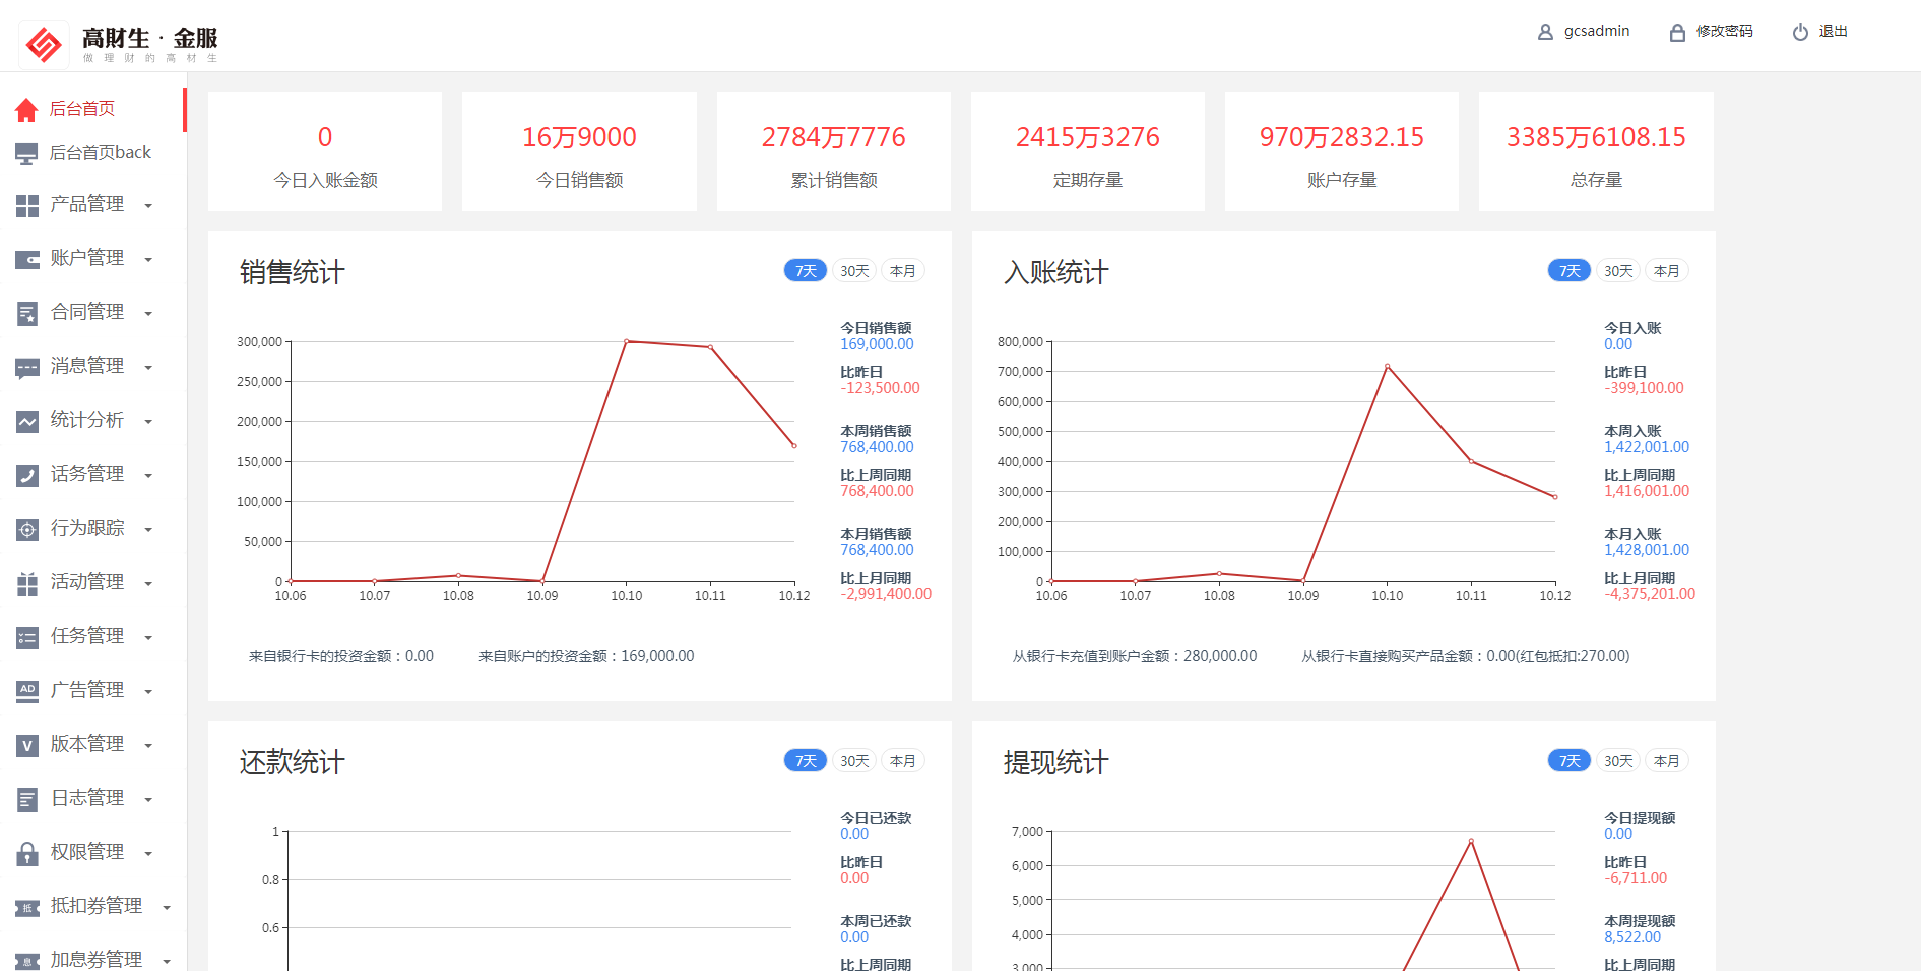 高財生·金服
做理财的高材生
gcsadmin
修改密码
退出
后台首页
后台首页back
产品管理
账户管理
合同管理
消息管理
统计分析
话务管理
行为跟踪
活动管理
任务管理
AD
广告管理
V
版本管理
日志管理
权限管理
抵
抵扣券管理
息
加息券管理
0
今日入账金额
16万9000
今日销售额
2784万7776
累计销售额
2415万3276
定期存量
970万2832.15
账户存量
3385万6108.15
总存量
销售统计
7天
30天
本月
300,000
250,000
200,000
150,000
100,000
50,000
0
10.06
10.07
10.08
10.09
10.10
10.11
10.12
今日销售额
169,000.00
比昨日
-123,500.00
本周销售额
768,400.00
比上周同期
768,400.00
本月销售额
768,400.00
比上月同期
-2,991,400.00
来自银行卡的投资金额：0.00
来自账户的投资金额：169,000.00
入账统计
7天
30天
本月
800,000
700,000
600,000
500,000
400,000
300,000
200,000
100,000
0
10.06
10.07
10.08
10.09
10.10
10.11
10.12
今日入账
0.00
比昨日
-399,100.00
本周入账
1,422,001.00
比上周同期
1,416,001.00
本月入账
1,428,001.00
比上月同期
-4,375,201.00
从银行卡充值到账户金额：280,000.00
从银行卡直接购买产品金额：0.00(红包抵扣:270.00)
还款统计
7天
30天
本月
1
0.8
0.6
今日已还款
0.00
比昨日
0.00
本周已还款
0.00
比上周同期
提现统计
7天
30天
本月
7,000
6,000
5,000
4,000
3,000
今日提现额
0.00
比昨日
-6,711.00
本周提现额
8,522.00
比上周同期